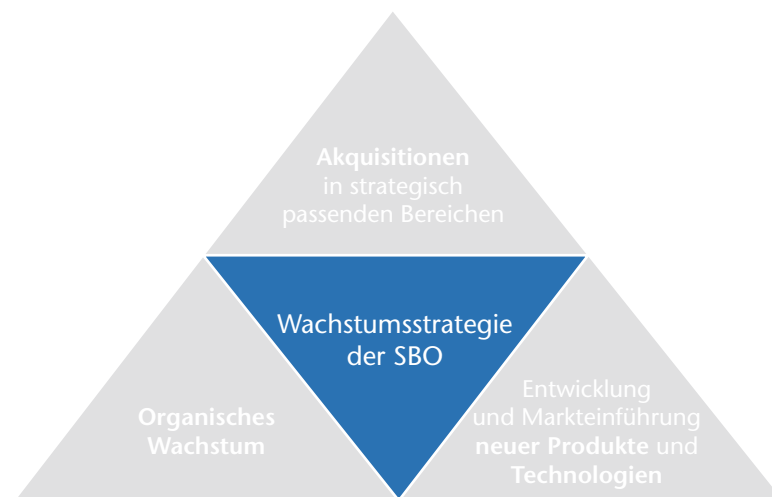 Akquisitionen
in strategisch
passenden Bereichen
Wachstumsstrategie
der SBO
Organisches
Wachstum
Entwicklung
und Markteinführung
neuer Produkte und
Technologien